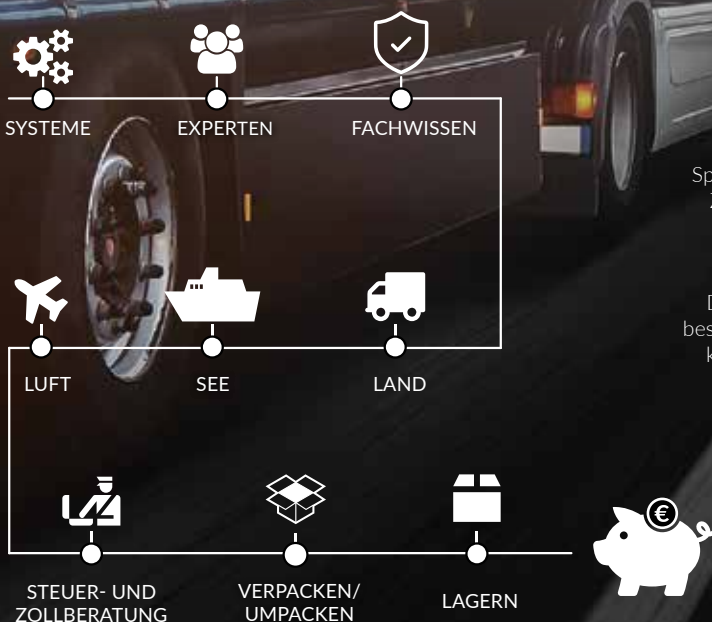 SYSTEME
EXPERTEN
FACHWISSEN
LUFT
SEE
LAND
€
STEUER- UND
ZOLLBERATUNG
VERPACKEN/
UMPACKEN
LAGERN